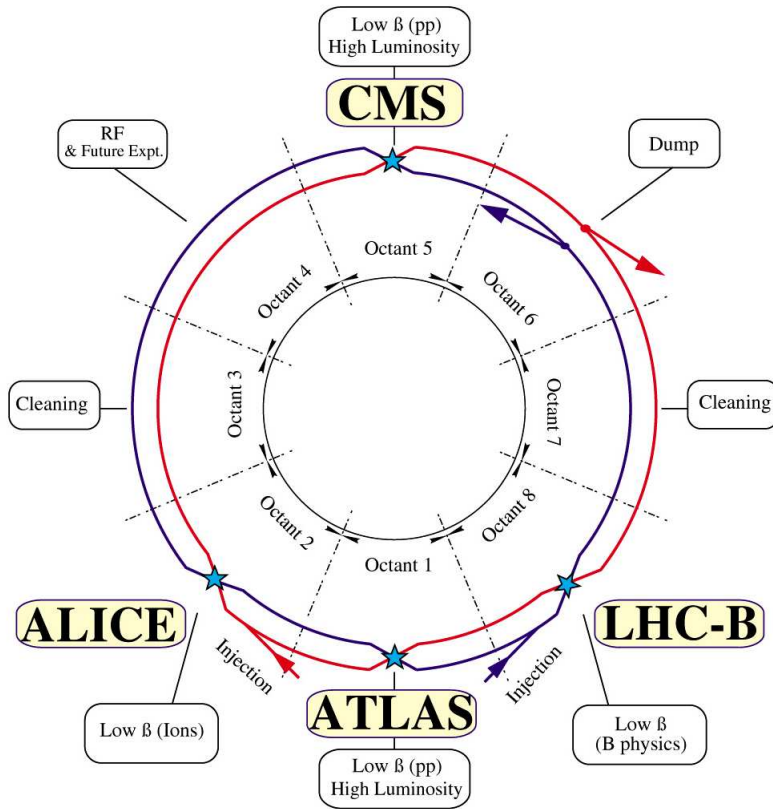 Low ß (pp)
High Luminosity
CMS
RF
& Future Expt.
Dump
Octant 5
Octant 4
Octant 6
Cleaning
Octant 3
Octant 7
Cleaning
Octant 2
Octant 8
Octant 1
ALICE
LHC-B
Injection
Injection
ATLAS
Low ß (Ions)
Low ß (pp)
High Luminosity
Low ß
(B physics)